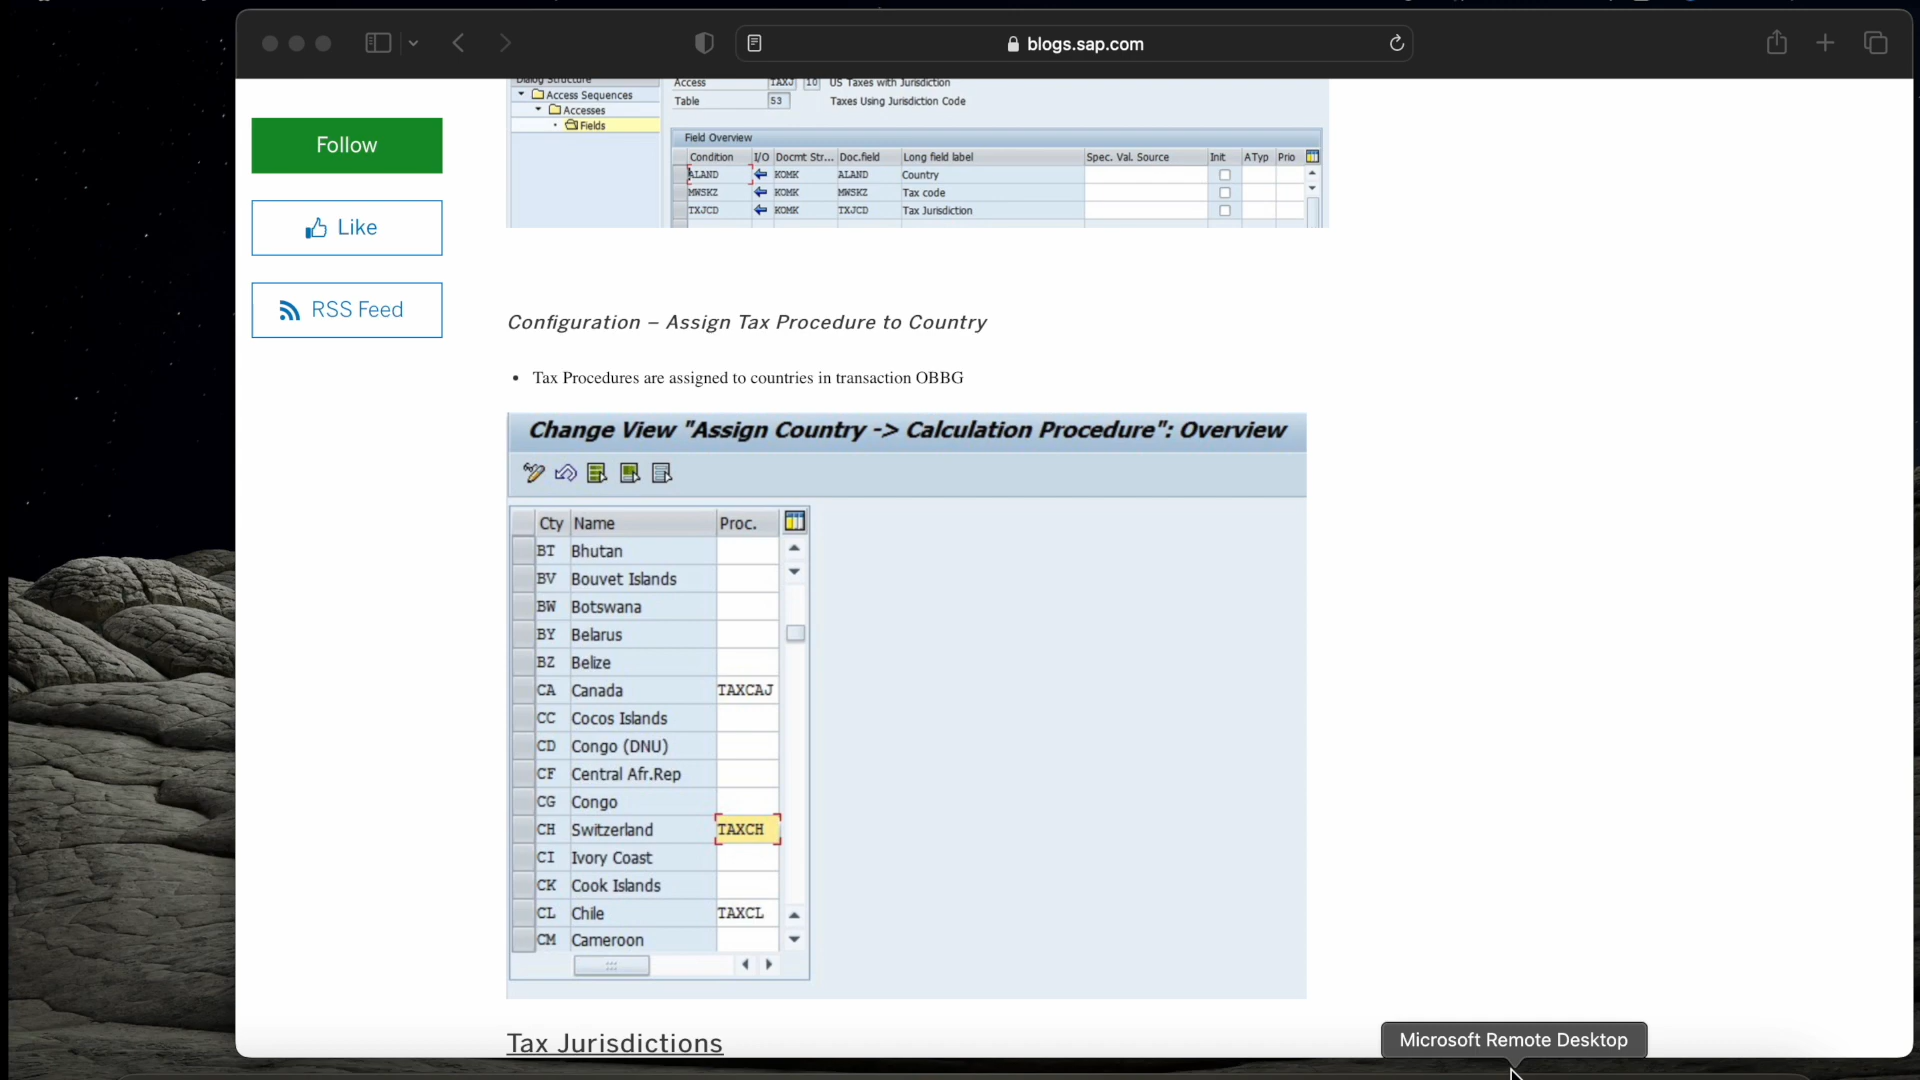 blogs.sap.com
Dialog Structure
Access Sequences
Accesses
Fields
Access TAXJ 10 US Taxes with Jurisdiction
Table 53 Taxes Using Jurisdiction Code
Field Overview
Condition I/O Docmt Str... Doc.field Long field label Spec. Val. Source Init ATyp Prio
ALAND KOMK ALAND Country
MWSKZ KOMK MWSKZ Tax code
TXJCD KOMK TXJCD Tax Jurisdiction
Follow
Like
RSS Feed
Configuration – Assign Tax Procedure to Country
• Tax Procedures are assigned to countries in transaction OBBG
Change View "Assign Country -> Calculation Procedure": Overview
Cty Name Proc.
BT Bhutan
BV Bouvet Islands
BW Botswana
BY Belarus
BZ Belize
CA Canada TAXCAJ
CC Cocos Islands
CD Congo (DNU)
CF Central Afr.Rep
CG Congo
CH Switzerland TAXCH
CI Ivory Coast
CK Cook Islands
CL Chile TAXCL
CM Cameroon
Tax Jurisdictions
Microsoft Remote Desktop